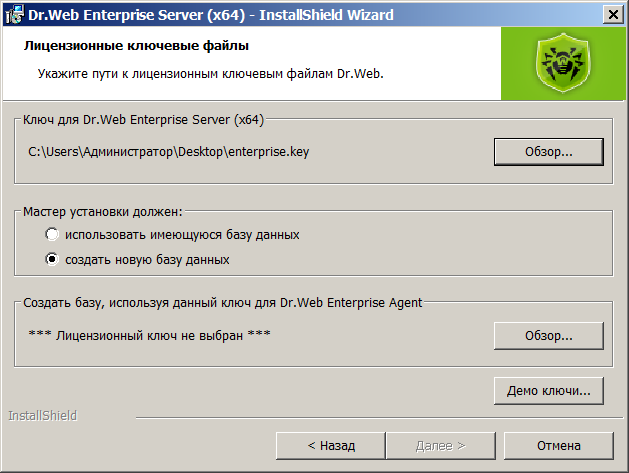 Dr.Web Enterprise Server (x64) - InstallShield Wizard
Лицензионные ключевые файлы
Укажите пути к лицензионным ключевым файлам Dr.Web.
Ключ для Dr.Web Enterprise Server (x64)
C:\Users\Администратор\Desktop\enterprise.key
Обзор...
Мастер установки должен:
использовать имеющуюся базу данных
создать новую базу данных
Создать базу, используя данный ключ для Dr.Web Enterprise Agent
*** Лицензионный ключ не выбран ***
Обзор...
Демо ключи...
InstallShield
< Назад
Далее >
Отмена